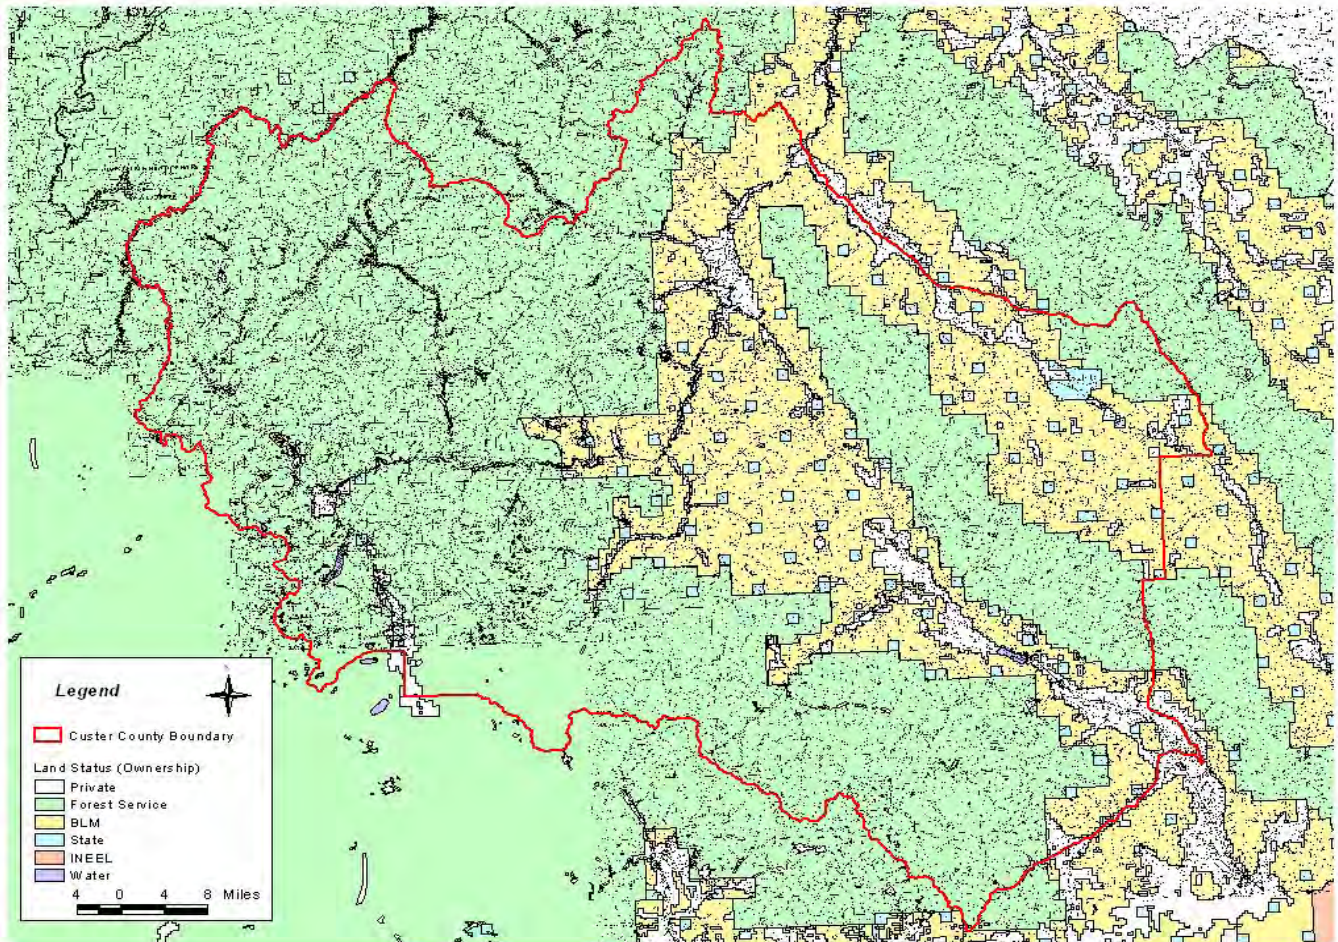 Legend
Custer County Boundary
Land Status (Ownership)
Private
Forest Service
BLM
State
INEEL
Water
4 0 4 8 Miles